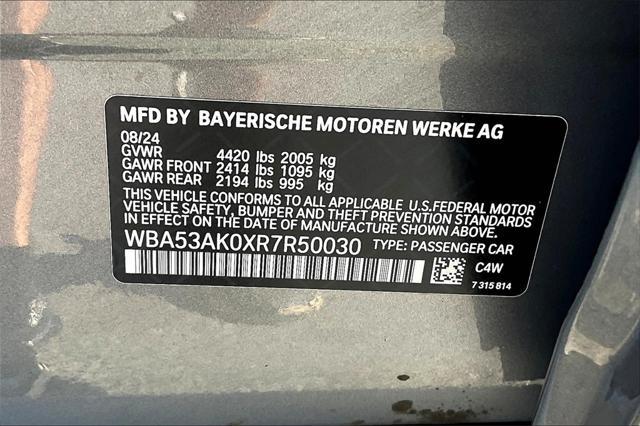 MFD BY BAYERISCHE MOTOREN WERKE AG
08/24
GVWR 4420 lbs 2005 kg
GAWR FRONT 2414 lbs 1095 kg
GAWR REAR 2194 lbs 995 kg
THIS VEHICLE CONFORMS TO ALL APPLICABLE U.S.FEDERAL MOTOR
VEHICLE SAFETY, BUMPER AND THEFT PREVENTION STANDARDS
IN EFFECT ON THE DATE OF MANUFACTURE SHOWN ABOVE.
WBA53AK0XR7R50030 TYPE: PASSENGER CAR
C4W
7 315 814